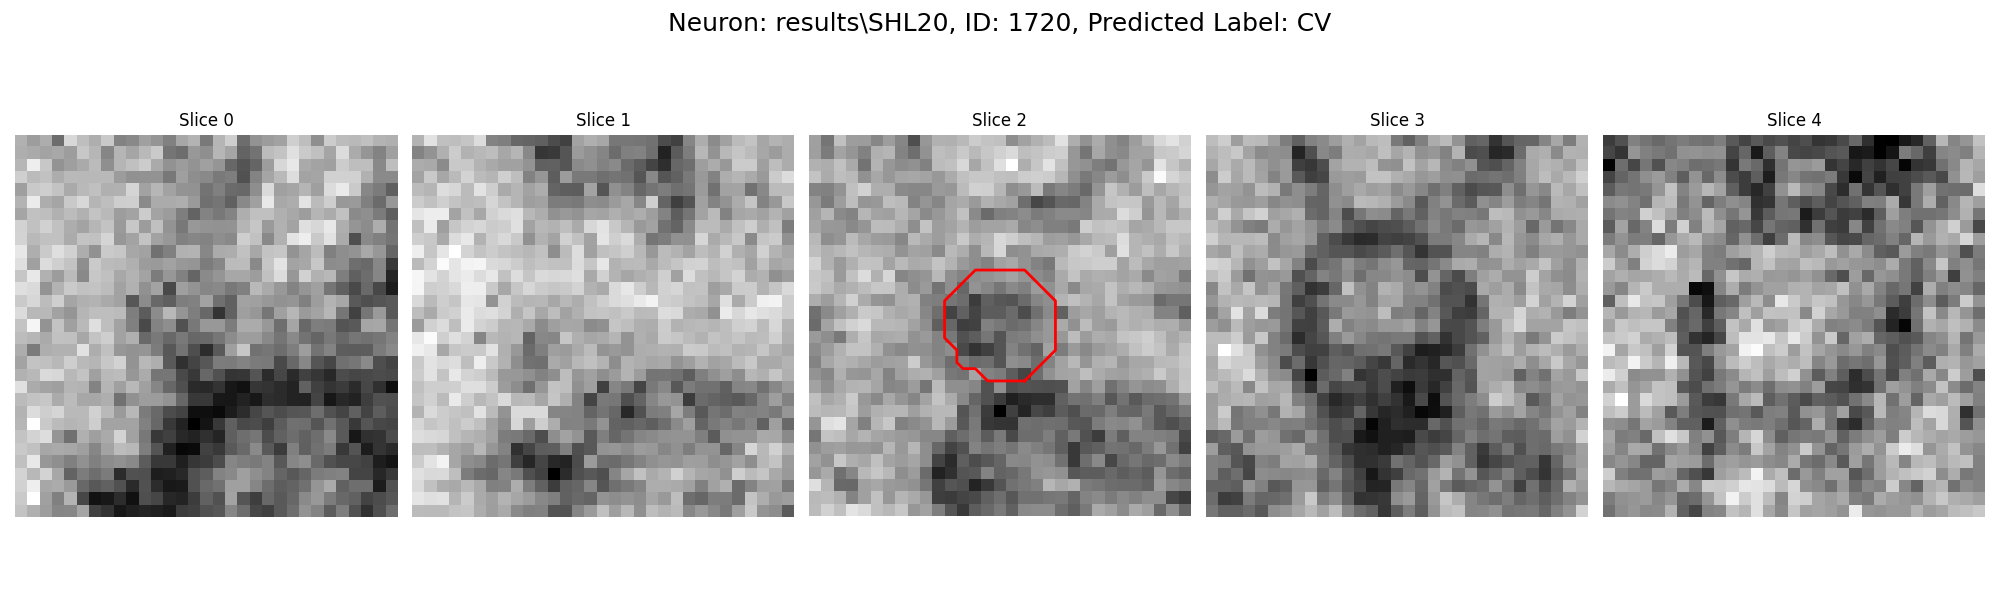 Neuron: results\SHL20, ID: 1720, Predicted Label: CV
Slice 0
Slice 1
Slice 2
Slice 3
Slice 4